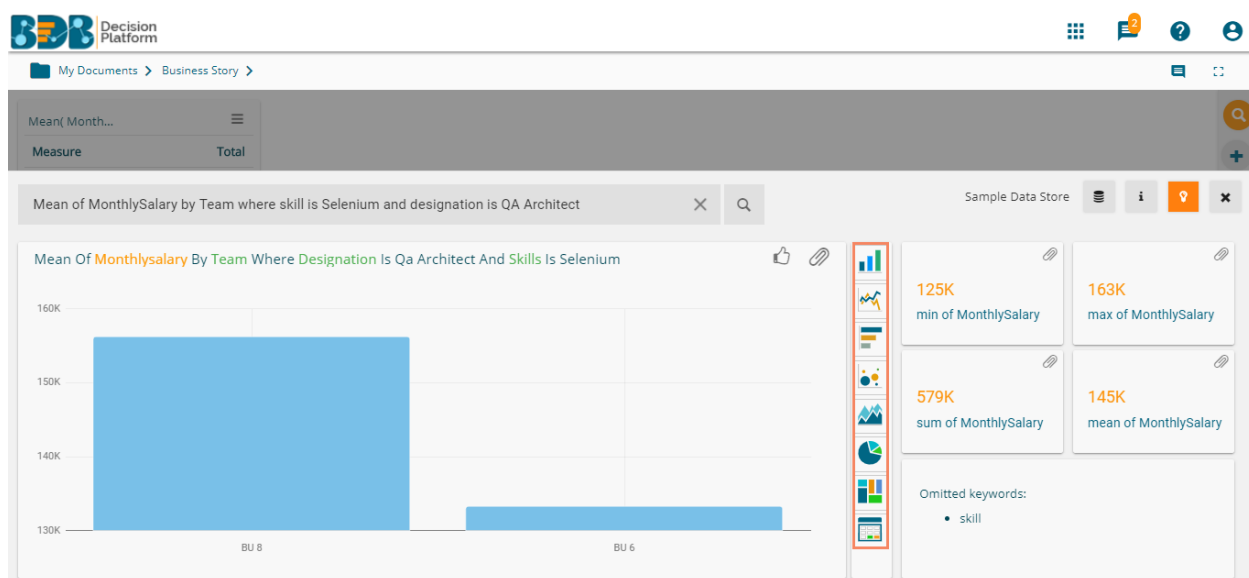 BDB Decision Platform
2
My Documents
Business Story
Mean( Month...
Measure Total
Mean of MonthlySalary by Team where skill is Selenium and designation is QA Architect
Sample Data Store
i
Mean Of Monthlysalary By Team Where Designation Is Qa Architect And Skills Is Selenium
160K
150K
140K
130K
BU 8
BU 6
125K
min of MonthlySalary
163K
max of MonthlySalary
579K
sum of MonthlySalary
145K
mean of MonthlySalary
Omitted keywords:
skill